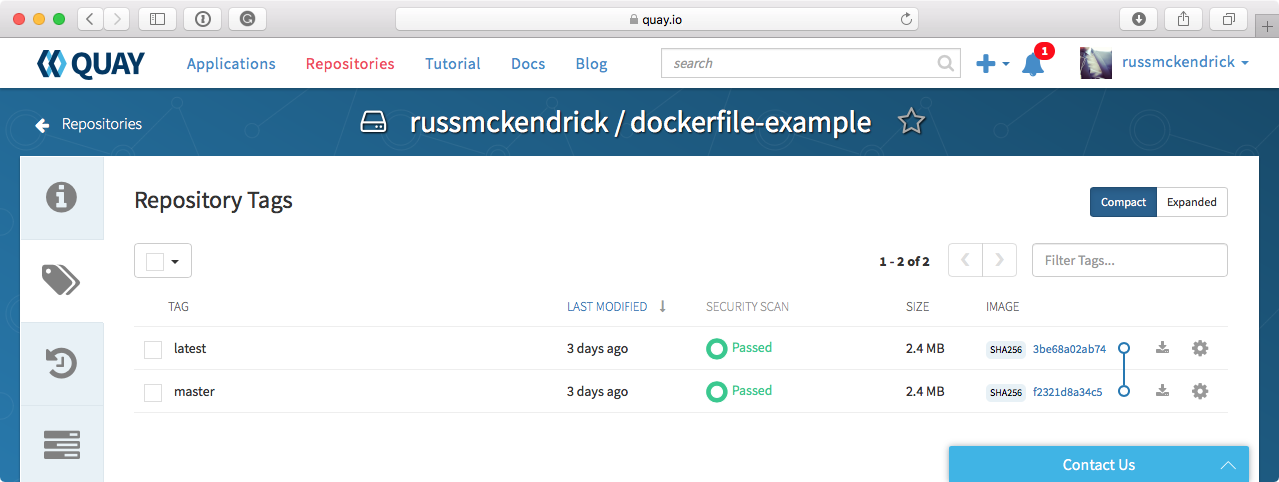 quay.io
QUAY Applications Repositories Tutorial Docs Blog search 1 russmckendrick
Repositories russmckendrick / dockerfile-example
Repository Tags Compact Expanded
1 - 2 of 2 Filter Tags...
TAG LAST MODIFIED SECURITY SCAN SIZE IMAGE
latest 3 days ago Passed 2.4 MB SHA256 3be68a02ab74
master 3 days ago Passed 2.4 MB SHA256 f2321d8a34c5
Contact Us